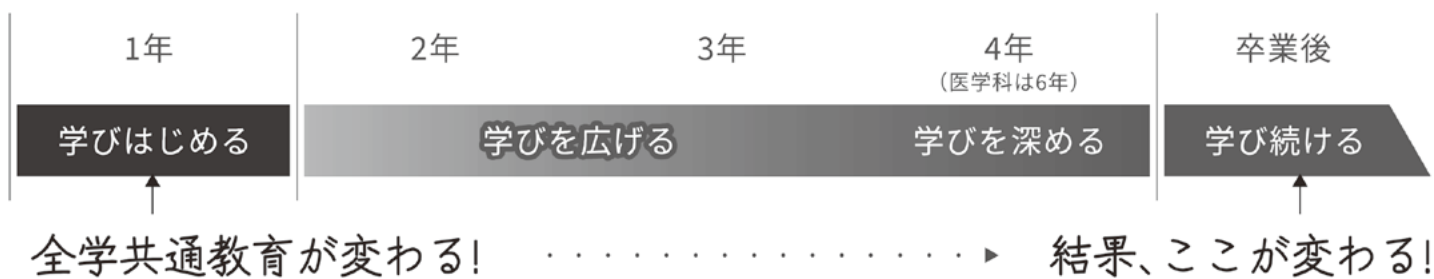 1年 2年 3年 4年 卒業後
(医学科は6年)
学びはじめる 学びを広げる 学びを深める 学び続ける
全学共通教育が変わる! 結果、ここが変わる!